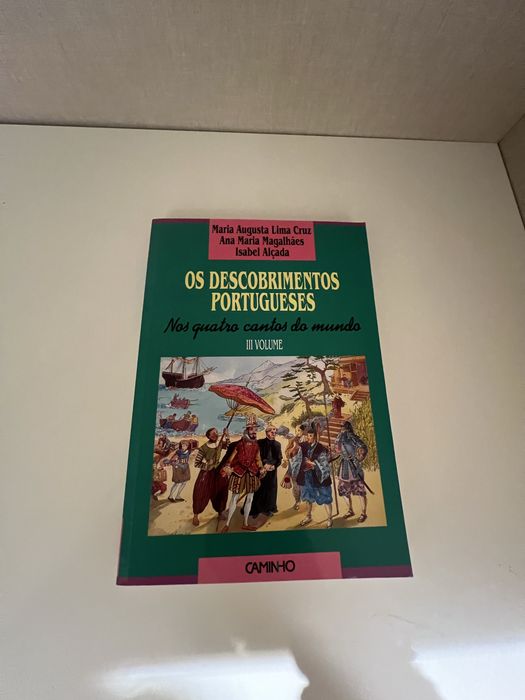 Maria Augusta Lima Cruz
Ana Maria Magalhães
Isabel Alçada
OS DESCOBRIMENTOS
PORTUGUESES
Nos quatro cantos do mundo
III VOLUME
CAMINHO